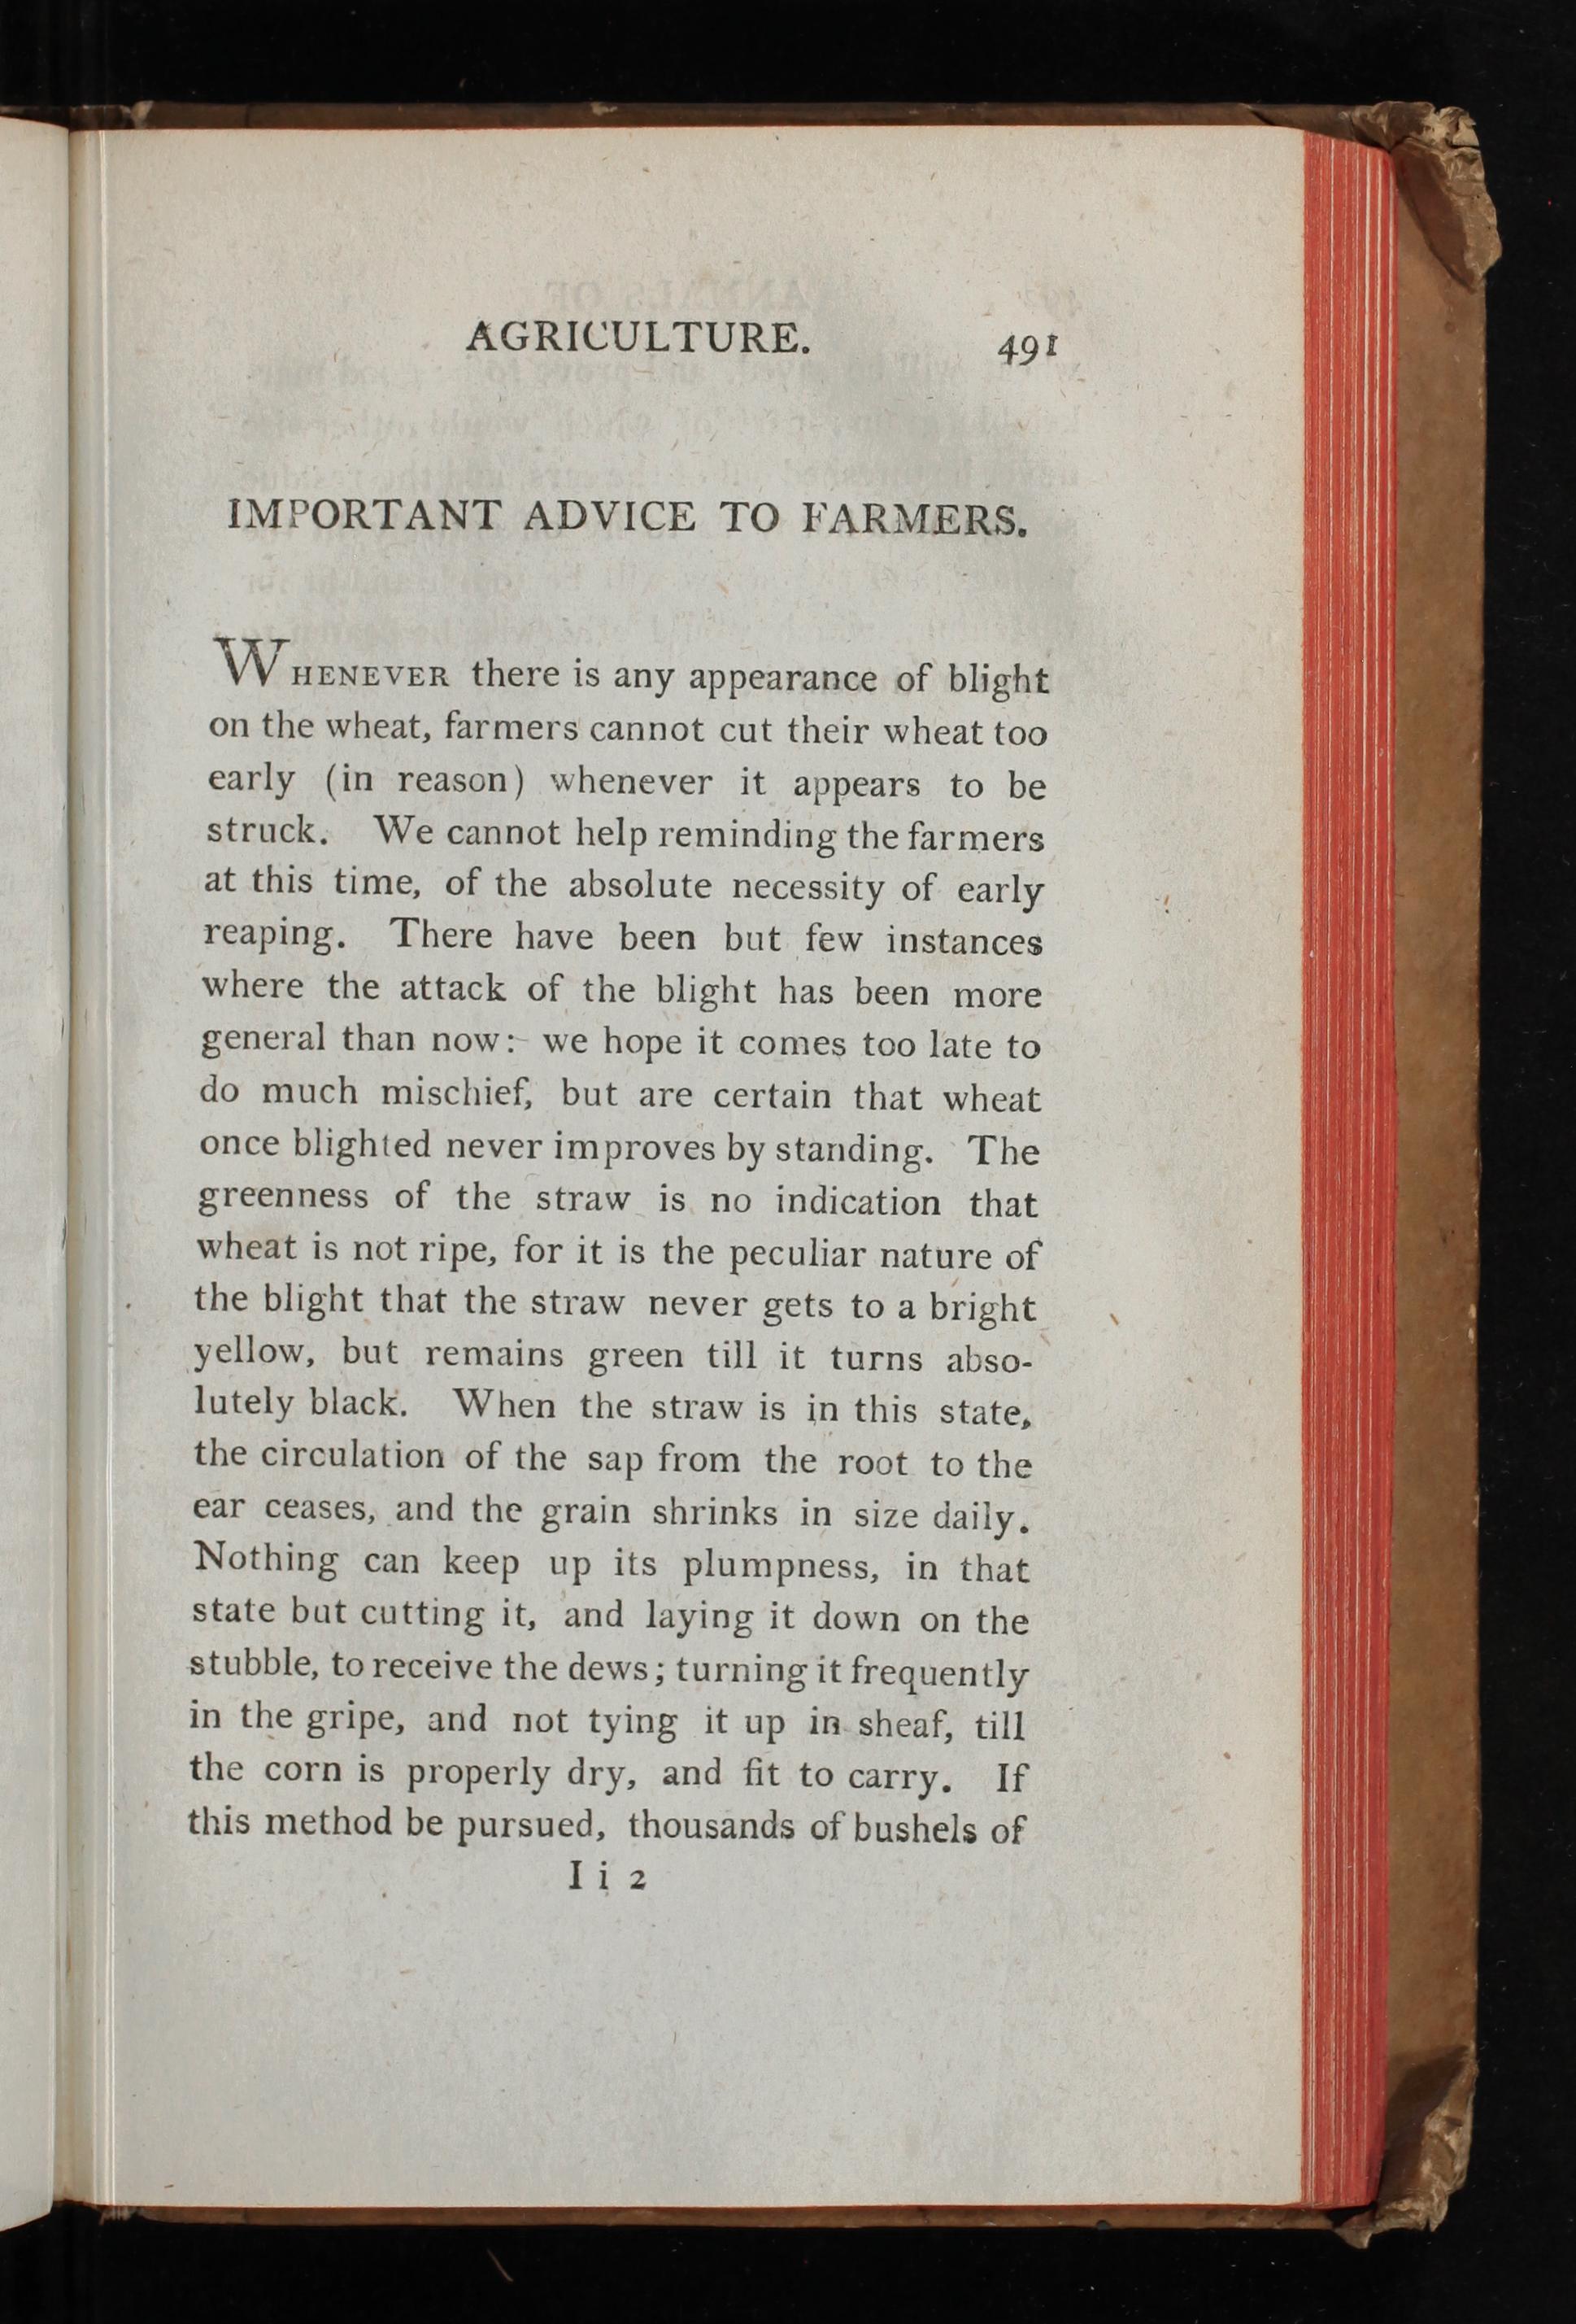 AGRICULTURE. 491
IMPORTANT ADVICE TO FARMERS.
WHENEVER there is any appearance of blight
on the wheat, farmers cannot cut their wheat too
early (in reason) whenever it appears to be
struck. We cannot help reminding the farmers
at this time, of the absolute necessity of early
reaping. There have been but few instances
where the attack of the blight has been more
general than now: we hope it comes too late to
do much mischief, but are certain that wheat
once blighted never improves by standing. The
greenness of the straw is no indication that
wheat is not ripe, for it is the peculiar nature of
the blight that the straw never gets to a bright
yellow, but remains green till it turns abso-
lutely black. When the straw is in this state,
the circulation of the sap from the root to the
ear ceases, and the grain shrinks in size daily.
Nothing can keep up its plumpness, in that
state but cutting it, and laying it down on the
stubble, to receive the dews; turning it frequently
in the gripe, and not tying it up in sheaf, till
the corn is properly dry, and fit to carry. If
this method be pursued, thousands of bushels of
I i 2